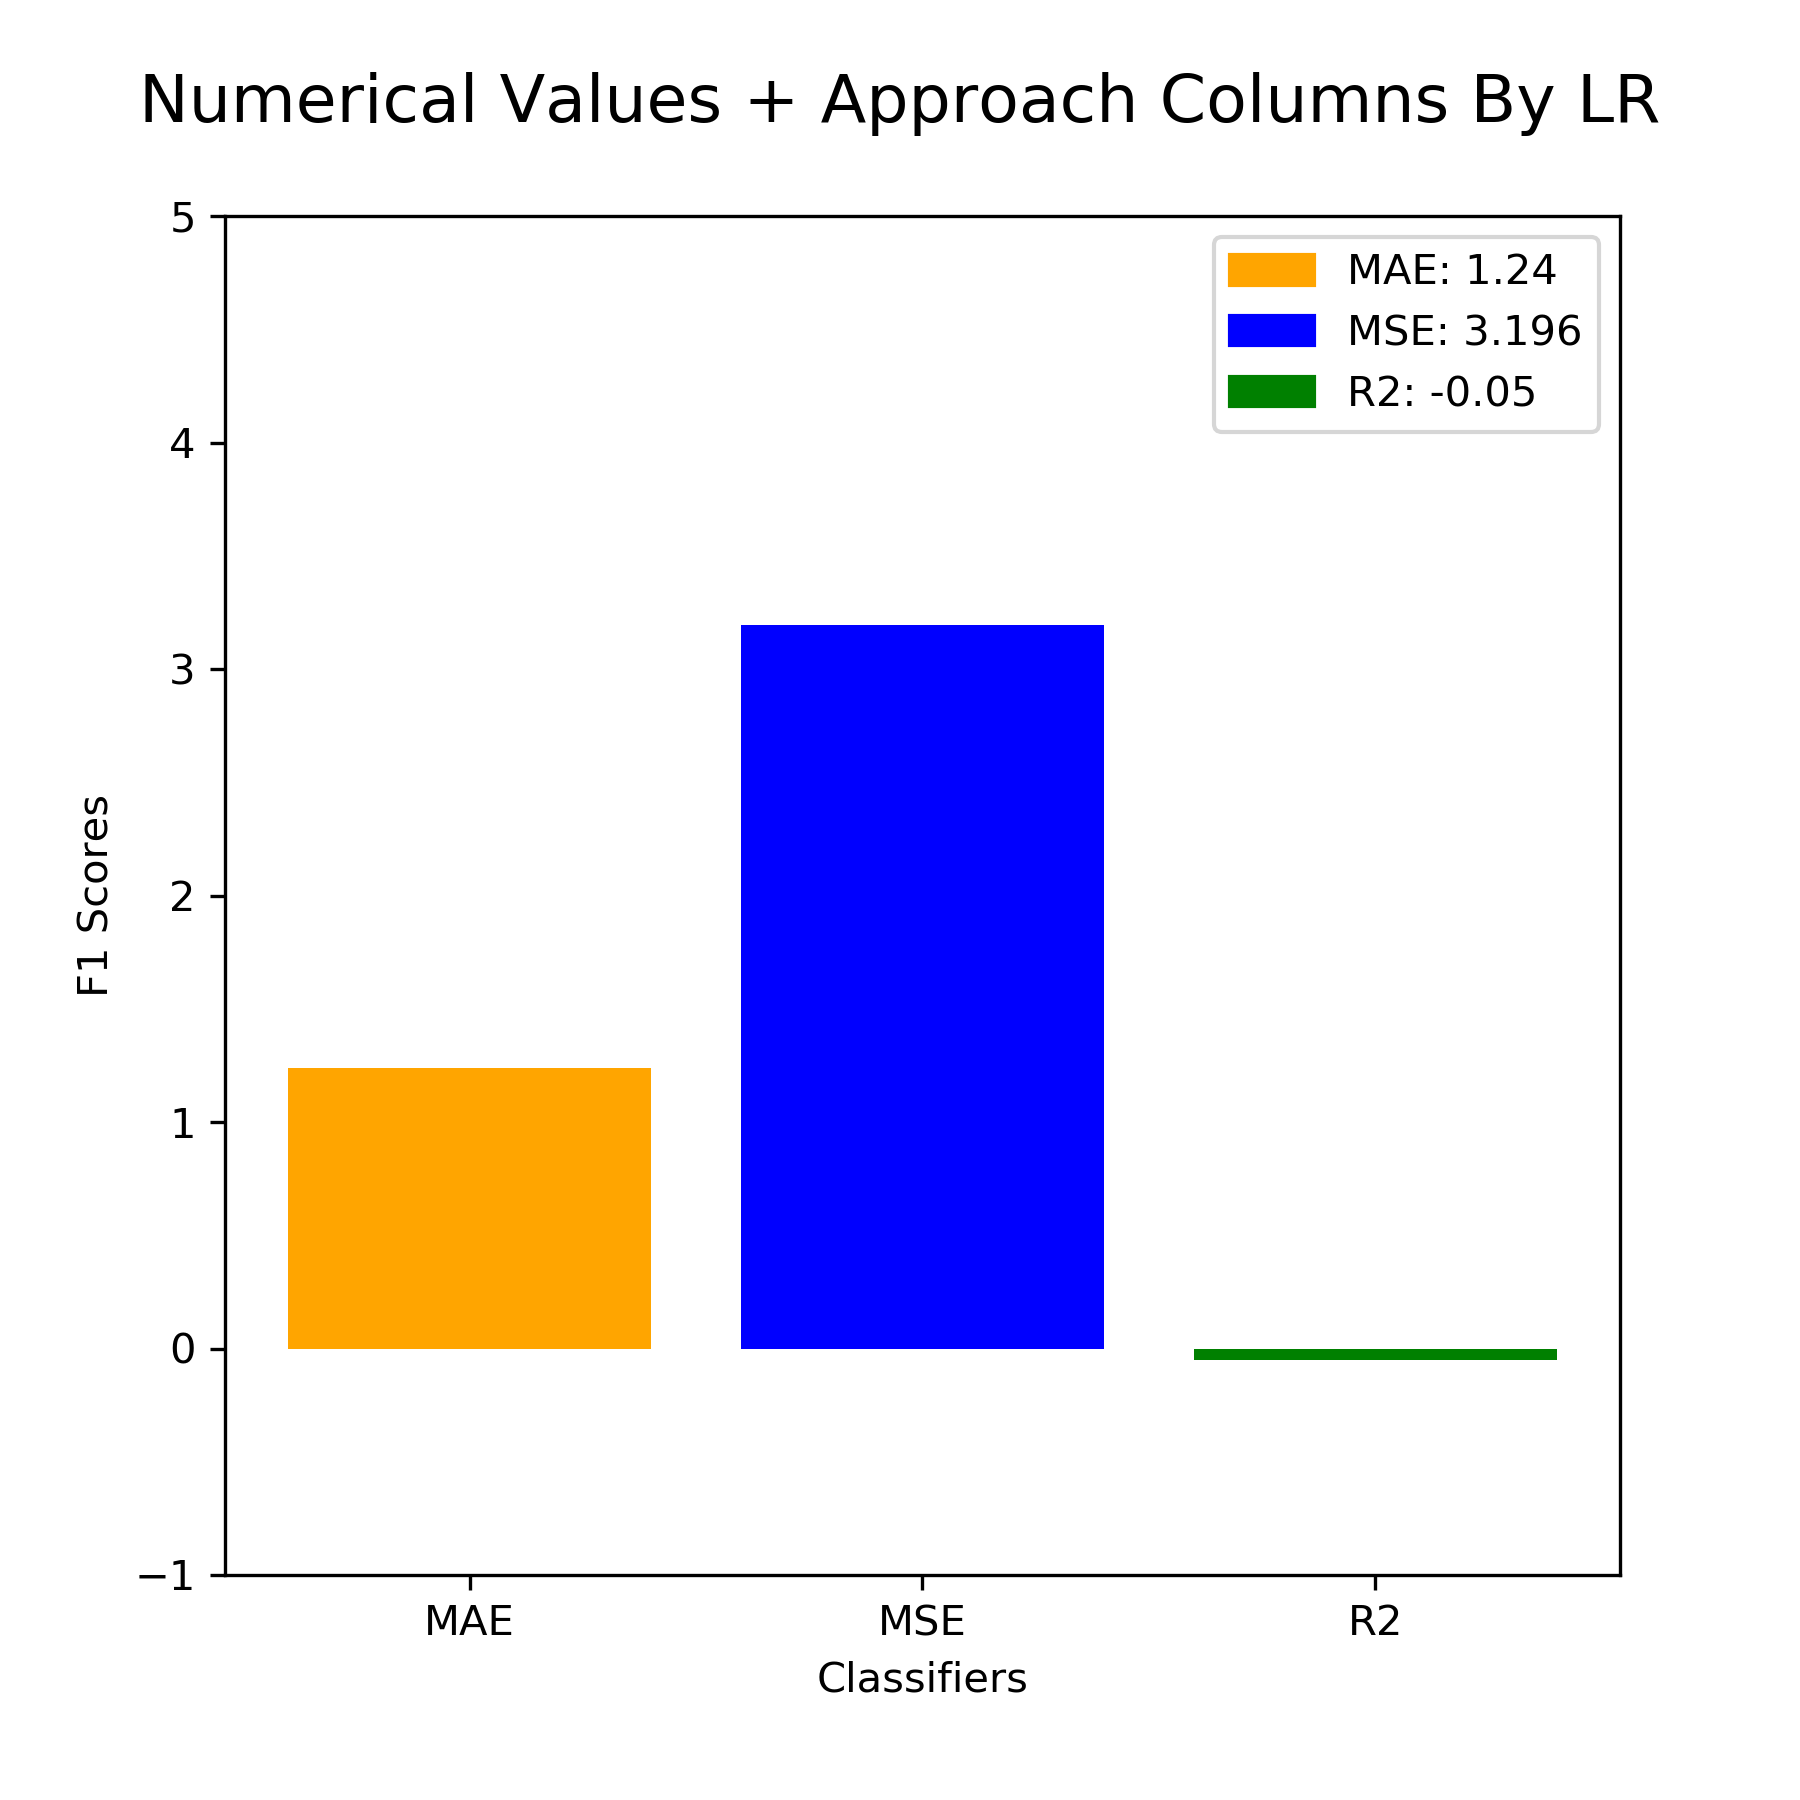 Numerical Values + Approach Columns By LR
5
4
3
2
1
0
−1
F1 Scores
MAE: 1.24
MSE: 3.196
R2: -0.05
MAE
MSE
R2
Classifiers